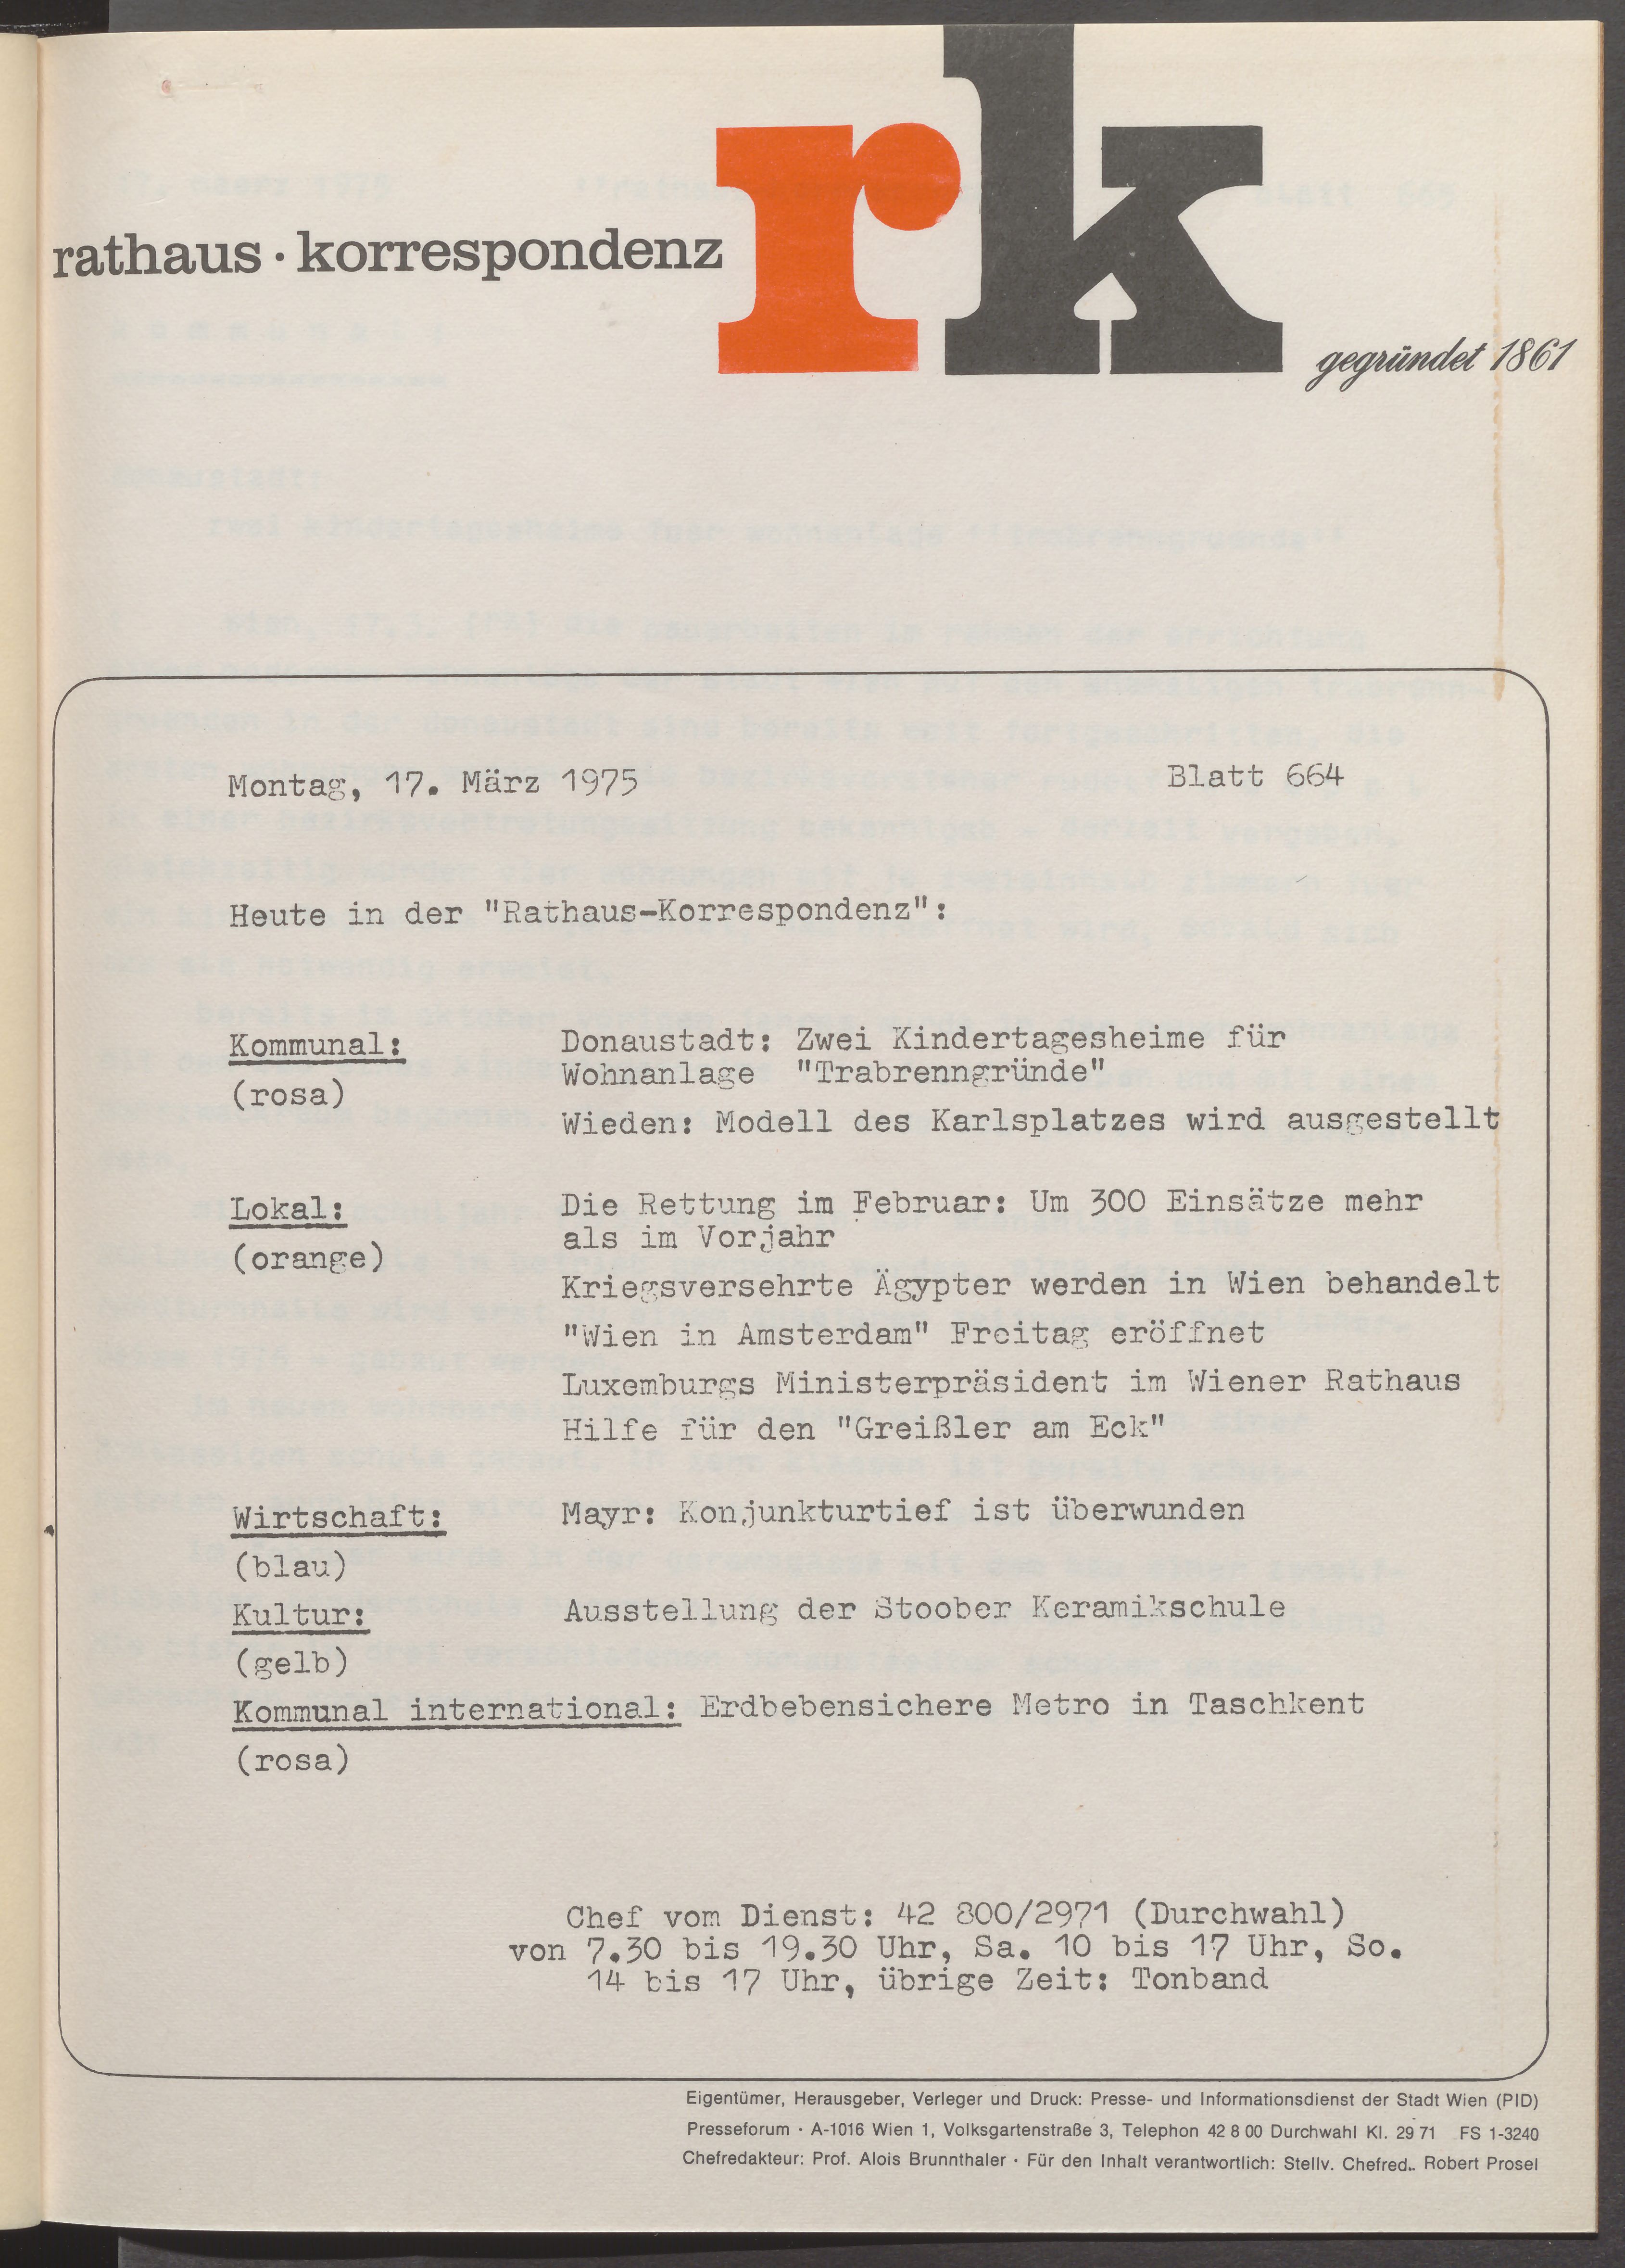 rk
rathaus · korrespondenz
gegründet 1861
Montag, 17. März 1975 Blatt 664
Heute in der "Rathaus-Korrespondenz":
Kommunal: Donaustadt: Zwei Kindertagesheime für
Wohnanlage "Trabrenngründe"
(rosa)
Wieden: Modell des Karlsplatzes wird ausgestellt
Lokal: Die Rettung im Februar: Um 300 Einsätze mehr
als im Vorjahr
(orange)
Kriegsversehrte Ägypter werden in Wien behandelt
"Wien in Amsterdam" Freitag eröffnet
Luxemburgs Ministerpräsident im Wiener Rathaus
Hilfe für den "Greißler am Eck"
Wirtschaft: Mayr: Konjunkturtief ist überwunden
(blau)
Kultur: Ausstellung der Stoober Keramikschule
(gelb)
Kommunal international: Erdbebensichere Metro in Taschkent
(rosa)
Chef vom Dienst: 42 800/2971 (Durchwahl)
von 7.30 bis 19.30 Uhr, Sa. 10 bis 17 Uhr, So.
14 bis 17 Uhr, übrige Zeit: Tonband
Eigentümer, Herausgeber, Verleger und Druck: Presse- und Informationsdienst der Stadt Wien (PID)
Presseforum · A-1016 Wien 1, Volksgartenstraße 3, Telephon 42 8 00 Durchwahl Kl. 29 71 FS 1-3240
Chefredakteur: Prof. Alois Brunnthaler · Für den Inhalt verantwortlich: Stellv. Chefred.. Robert Prosel